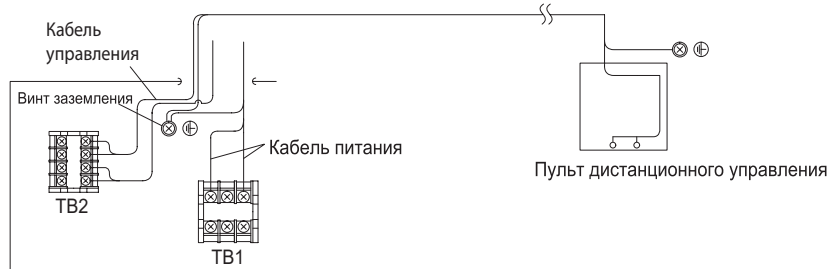 Кабель
управления
Винт заземления
Кабель питания
Пульт дистанционного управления
TB2
TB1